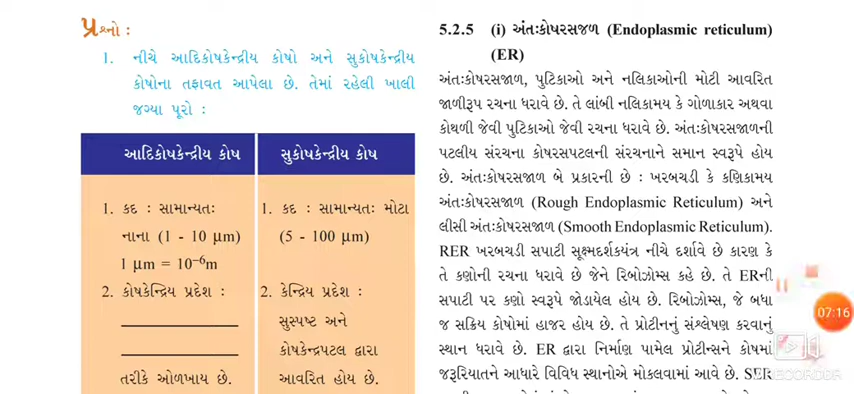 પ્રશ્નો :
1. નીચે આદિકોષકેન્દ્રીય કોષો અને સુકોષકેન્દ્રીય
કોષોના તફાવત આપેલા છે. તેમાં રહેલી ખાલી
જગ્યા પૂરો :
આદિકોષકેન્દ્રીય કોષ
સુકોષકેન્દ્રીય કોષ
1. કદ : સામાન્યતઃ
નાના (1 - 10 μm)
1 μm = 10⁻⁶m
1. કદ : સામાન્યતઃ મોટા
(5 - 100 μm)
2. કોષકેન્દ્રિય પ્રદેશ :
તરીકે ઓળખાય છે.
2. કેન્દ્રિય પ્રદેશ :
સુસ્પષ્ટ અને
કોષકેન્દ્રપટલ દ્વારા
આવરિત હોય છે.
5.2.5 (i) અંતઃકોષરસજાળ (Endoplasmic reticulum)
(ER)
અંતઃકોષરસજાળ, પુટિકાઓ અને નલિકાઓની મોટી આવરિત
જાળીરૂપ રચના ધરાવે છે. તે લાંબી નલિકામય કે ગોળાકાર અથવા
કોથળી જેવી પુટિકાઓ જેવી રચના ધરાવે છે. અંતઃકોષરસજાળની
પટલીય સંરચના કોષરસપટલની સંરચનાને સમાન સ્વરૂપે હોય
છે. અંતઃકોષરસજાળ બે પ્રકારની છે : ખરબચડી કે કણિકામય
અંતઃકોષરસજાળ (Rough Endoplasmic Reticulum) અને
લીસી અંતઃકોષરસજાળ (Smooth Endoplasmic Reticulum).
RER ખરબચડી સપાટી સૂક્ષ્મદર્શકયંત્ર નીચે દર્શાવે છે કારણ કે
તે કણોની રચના ધરાવે છે જેને રિબોઝોમ્સ કહે છે. તે ERની
સપાટી પર કણો સ્વરૂપે જોડાયેલ હોય છે. રિબોઝોમ્સ, જે બધા
જ સક્રિય કોષોમાં હાજર હોય છે. તે પ્રોટીનનું સંશ્લેષણ કરવાનું
સ્થાન ધરાવે છે. ER દ્વારા નિર્માણ પામેલ પ્રોટીન્સને કોષમાં
જરૂરિયાતને આધારે વિવિધ સ્થાનોએ મોકલવામાં આવે છે. SER
07:16
RECORDER